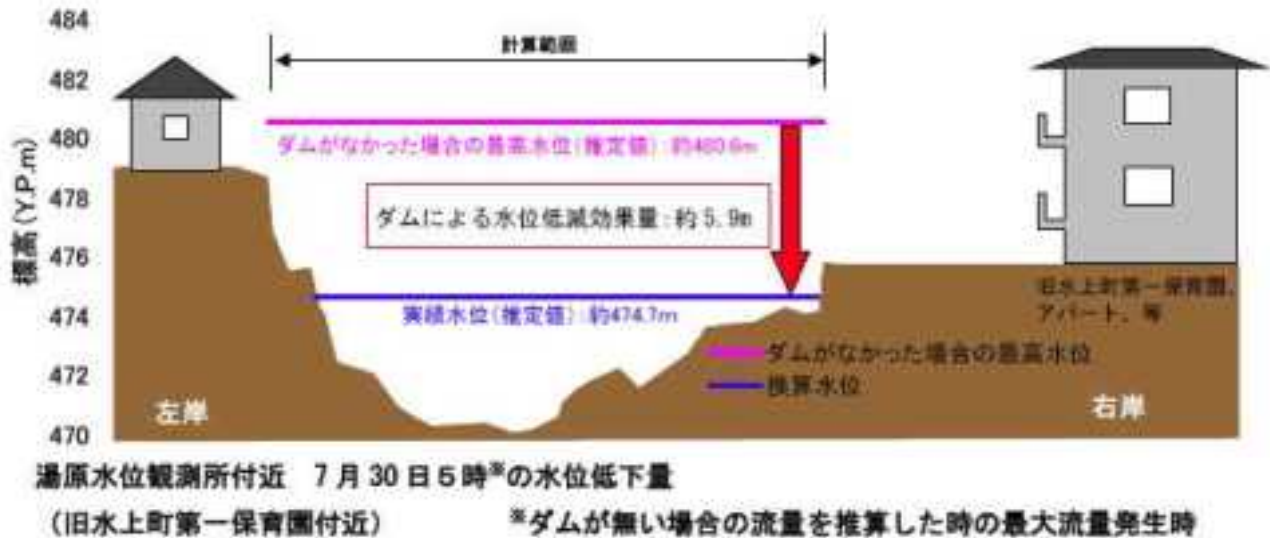 484
計算範囲
482
480
ダムがなかった場合の最高水位(推定値):約480.6m
478
標高(Y.P.m)
ダムによる水位低減効果量:約5.9m
476
旧水上町第一保育園、
アパート、等
474
実績水位(推定値):約474.7m
ダムがなかった場合の最高水位
472
換算水位
左岸
右岸
470
湯原水位観測所付近 7月30日5時※の水位低下量
(旧水上町第一保育園付近) ※ダムが無い場合の流量を推算した時の最大流量発生時